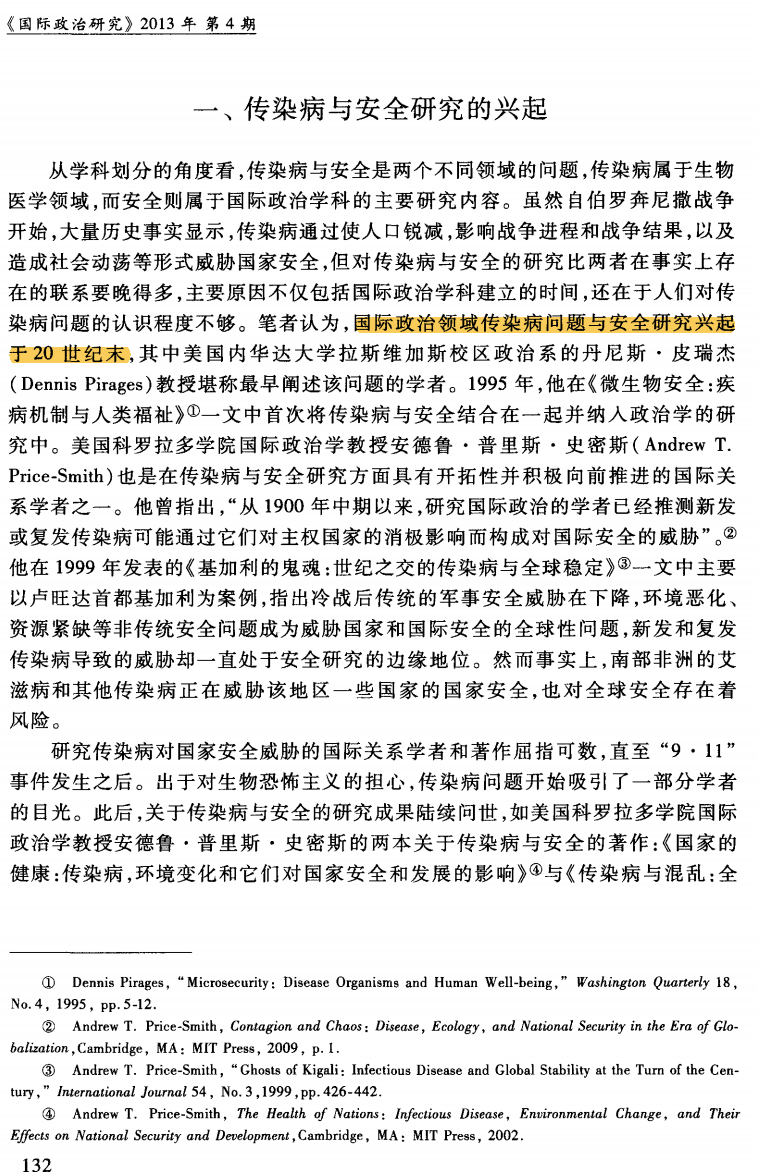 《国际政治研究》2013 年 第 4 期
一、传染病与安全研究的兴起
从学科划分的角度看,传染病与安全是两个不同领域的问题,传染病属于生物
医学领域,而安全则属于国际政治学科的主要研究内容。虽然自伯罗奔尼撒战争
开始,大量历史事实显示,传染病通过使人口锐减,影响战争进程和战争结果,以及
造成社会动荡等形式威胁国家安全,但对传染病与安全的研究比两者在事实上存
在的联系要晚得多,主要原因不仅包括国际政治学科建立的时间,还在于人们对传
染病问题的认识程度不够。笔者认为,国际政治领域传染病问题与安全研究兴起
于 20 世纪末,其中美国内华达大学拉斯维加斯校区政治系的丹尼斯·皮瑞杰
(Dennis Pirages)教授堪称最早阐述该问题的学者。1995 年,他在《微生物安全:疾
病机制与人类福祉》①一文中首次将传染病与安全结合在一起并纳入政治学的研
究中。美国科罗拉多学院国际政治学教授安德鲁·普里斯·史密斯(Andrew T.
Price-Smith)也是在传染病与安全研究方面具有开拓性并积极向前推进的国际关
系学者之一。他曾指出,“从 1900 年中期以来,研究国际政治的学者已经推测新发
或复发传染病可能通过它们对主权国家的消极影响而构成对国际安全的威胁”。②
他在 1999 年发表的《基加利的鬼魂:世纪之交的传染病与全球稳定》③一文中主要
以卢旺达首都基加利为案例,指出冷战后传统的军事安全威胁在下降,环境恶化、
资源紧缺等非传统安全问题成为威胁国家和国际安全的全球性问题,新发和复发
传染病导致的威胁却一直处于安全研究的边缘地位。然而事实上,南部非洲的艾
滋病和其他传染病正在威胁该地区一些国家的国家安全,也对全球安全存在着
风险。
研究传染病对国家安全威胁的国际关系学者和著作屈指可数,直至“9·11”
事件发生之后。出于对生物恐怖主义的担心,传染病问题开始吸引了一部分学者
的目光。此后,关于传染病与安全的研究成果陆续问世,如美国科罗拉多学院国际
政治学教授安德鲁·普里斯·史密斯的两本关于传染病与安全的著作:《国家的
健康:传染病,环境变化和它们对国家安全和发展的影响》④与《传染病与混乱:全
① Dennis Pirages, “Microsecurity: Disease Organisms and Human Well-being,” Washington Quarterly 18,
No.4, 1995, pp.5-12.
② Andrew T. Price-Smith, Contagion and Chaos: Disease, Ecology, and National Security in the Era of Glo-
balization, Cambridge, MA: MIT Press, 2009, p.1.
③ Andrew T. Price-Smith, “Ghosts of Kigali: Infectious Disease and Global Stability at the Turn of the Cen-
tury,” International Journal 54, No.3,1999,pp.426-442.
④ Andrew T. Price-Smith, The Health of Nations: Infectious Disease, Environmental Change, and Their
Effects on National Security and Development, Cambridge, MA: MIT Press, 2002.
132